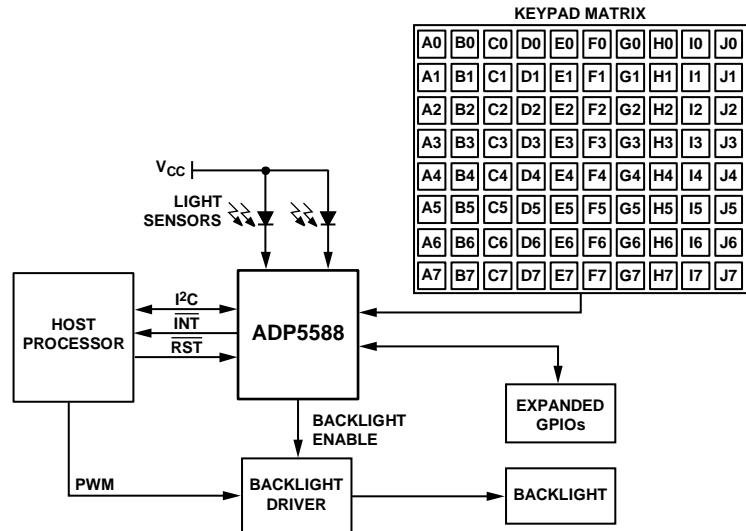 KEYPAD MATRIX
A0 B0 C0 D0 E0 F0 G0 H0 I0 J0
A1 B1 C1 D1 E1 F1 G1 H1 I1 J1
A2 B2 C2 D2 E2 F2 G2 H2 I2 J2
A3 B3 C3 D3 E3 F3 G3 H3 I3 J3
A4 B4 C4 D4 E4 F4 G4 H4 I4 J4
A5 B5 C5 D5 E5 F5 G5 H5 I5 J5
A6 B6 C6 D6 E6 F6 G6 H6 I6 J6
A7 B7 C7 D7 E7 F7 G7 H7 I7 J7
VCC
LIGHT
SENSORS
HOST
PROCESSOR
I²C
INT
RST
ADP5588
EXPANDED
GPIOs
BACKLIGHT
ENABLE
PWM
BACKLIGHT
DRIVER
BACKLIGHT